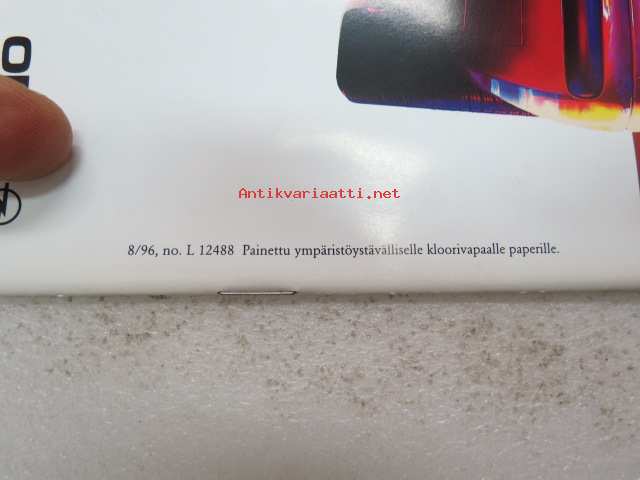 Antikvariaatti.net
8/96, no. L 12488 Painettu ympäristöystävälliselle kloorivapaalle paperille.